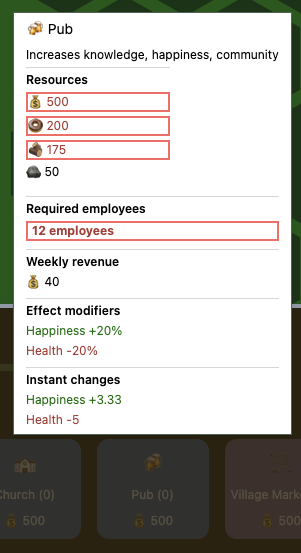 Pub
Increases knowledge, happiness, community
Resources
500
200
175
50
Required employees
12 employees
Weekly revenue
40
Effect modifiers
Happiness +20%
Health -20%
Instant changes
Happiness +3.33
Health -5
Church (0)
Pub (0)
Village Mark
500
500
500